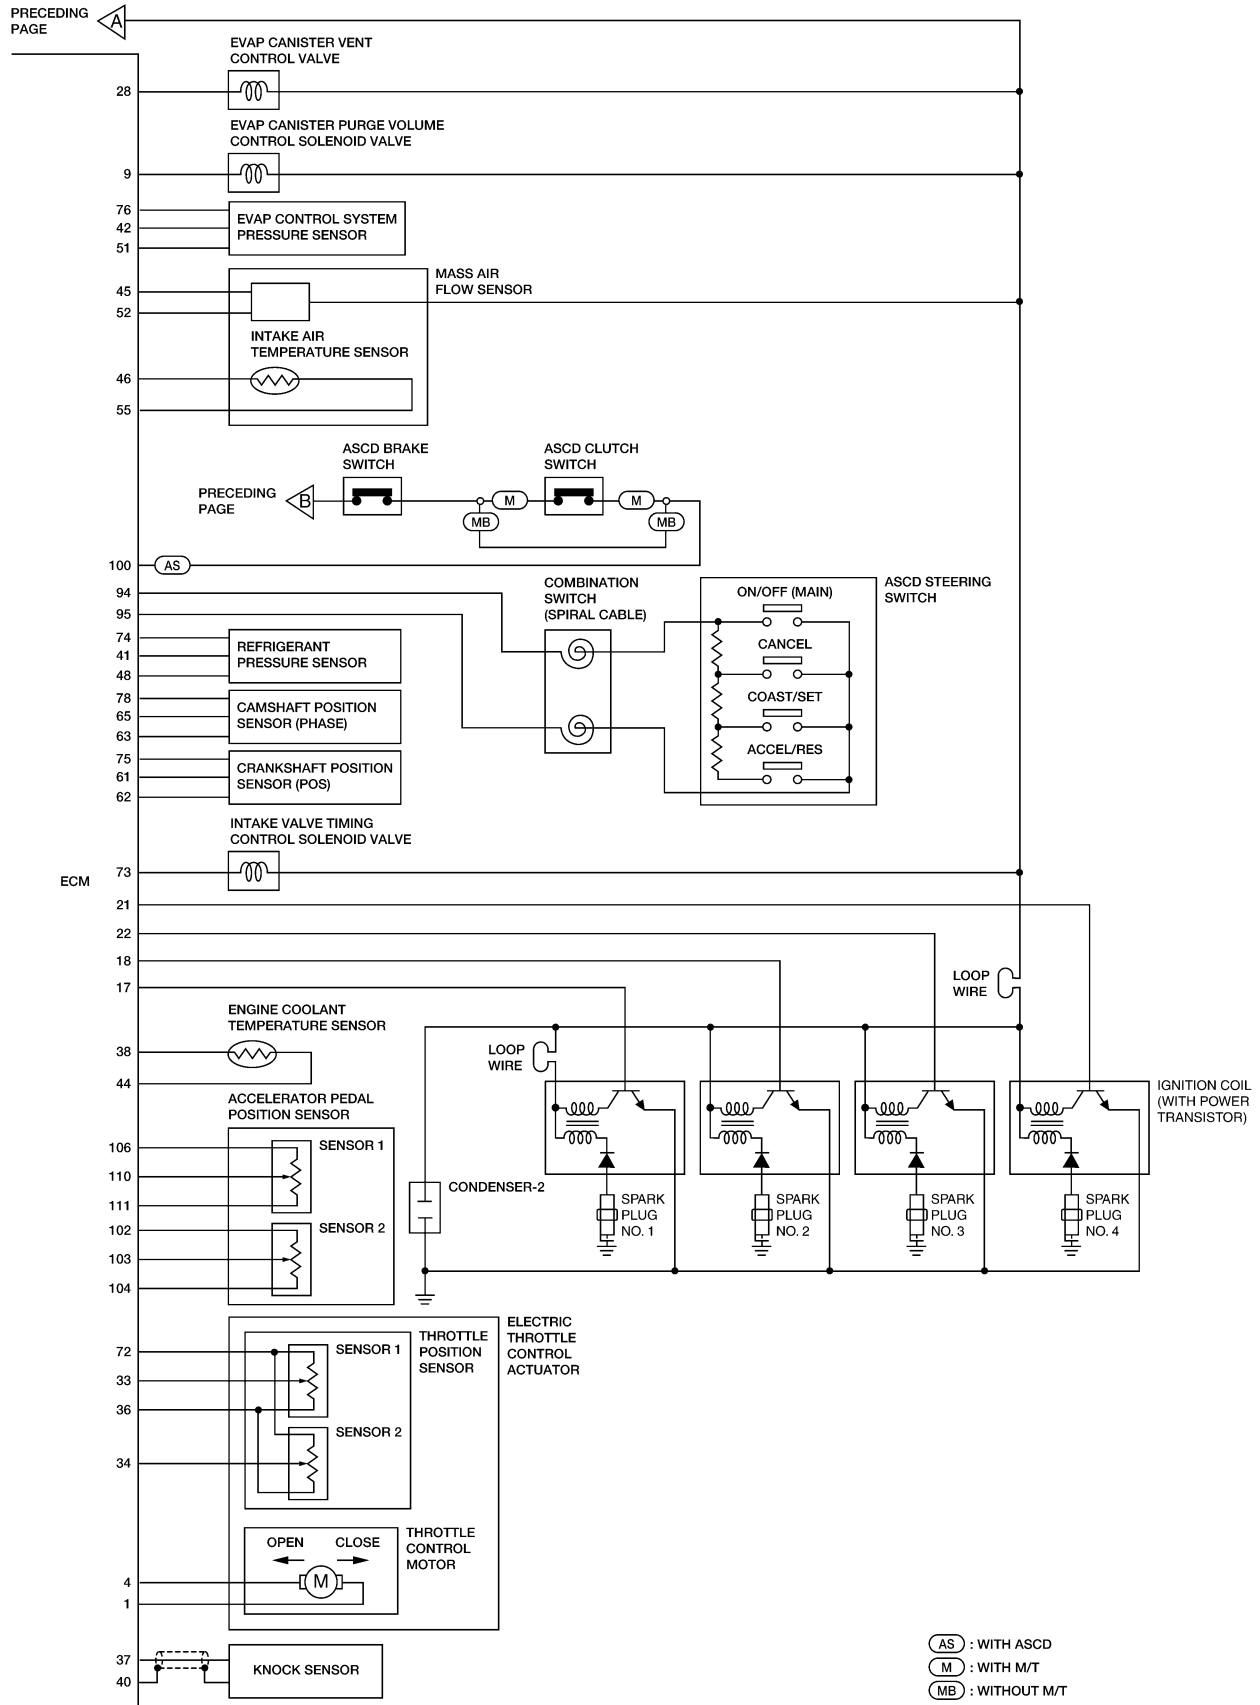 PRECEDING
PAGE
A
EVAP CANISTER VENT
CONTROL VALVE
28
EVAP CANISTER PURGE VOLUME
CONTROL SOLENOID VALVE
9
76
42
51
EVAP CONTROL SYSTEM
PRESSURE SENSOR
MASS AIR
FLOW SENSOR
45
52
INTAKE AIR
TEMPERATURE SENSOR
46
55
ASCD BRAKE
SWITCH
ASCD CLUTCH
SWITCH
PRECEDING
PAGE
B
M
M
MB
MB
100
AS
94
95
COMBINATION
SWITCH
(SPIRAL CABLE)
ASCD STEERING
SWITCH
ON/OFF (MAIN)
CANCEL
COAST/SET
ACCEL/RES
74
41
48
REFRIGERANT
PRESSURE SENSOR
78
65
63
CAMSHAFT POSITION
SENSOR (PHASE)
75
61
62
CRANKSHAFT POSITION
SENSOR (POS)
INTAKE VALVE TIMING
CONTROL SOLENOID VALVE
ECM
73
21
22
18
17
LOOP
WIRE
ENGINE COOLANT
TEMPERATURE SENSOR
38
44
LOOP
WIRE
IGNITION COIL
(WITH POWER
TRANSISTOR)
ACCELERATOR PEDAL
POSITION SENSOR
106
110
111
SENSOR 1
102
103
104
SENSOR 2
CONDENSER-2
SPARK
PLUG
NO. 1
SPARK
PLUG
NO. 2
SPARK
PLUG
NO. 3
SPARK
PLUG
NO. 4
ELECTRIC
THROTTLE
CONTROL
ACTUATOR
THROTTLE
POSITION
SENSOR
72
33
36
SENSOR 1
34
SENSOR 2
THROTTLE
CONTROL
MOTOR
OPEN
CLOSE
M
4
1
37
40
KNOCK SENSOR
AS : WITH ASCD
M : WITH M/T
MB : WITHOUT M/T